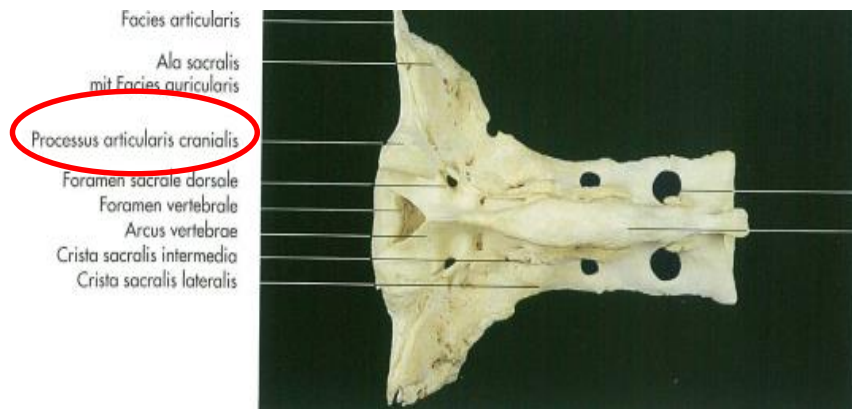 Facies articularis
Ala sacralis
mit Facies auricularis
Processus articularis cranialis
Foramen sacrale dorsale
Foramen vertebrale
Arcus vertebrae
Crista sacralis intermedia
Crista sacralis lateralis